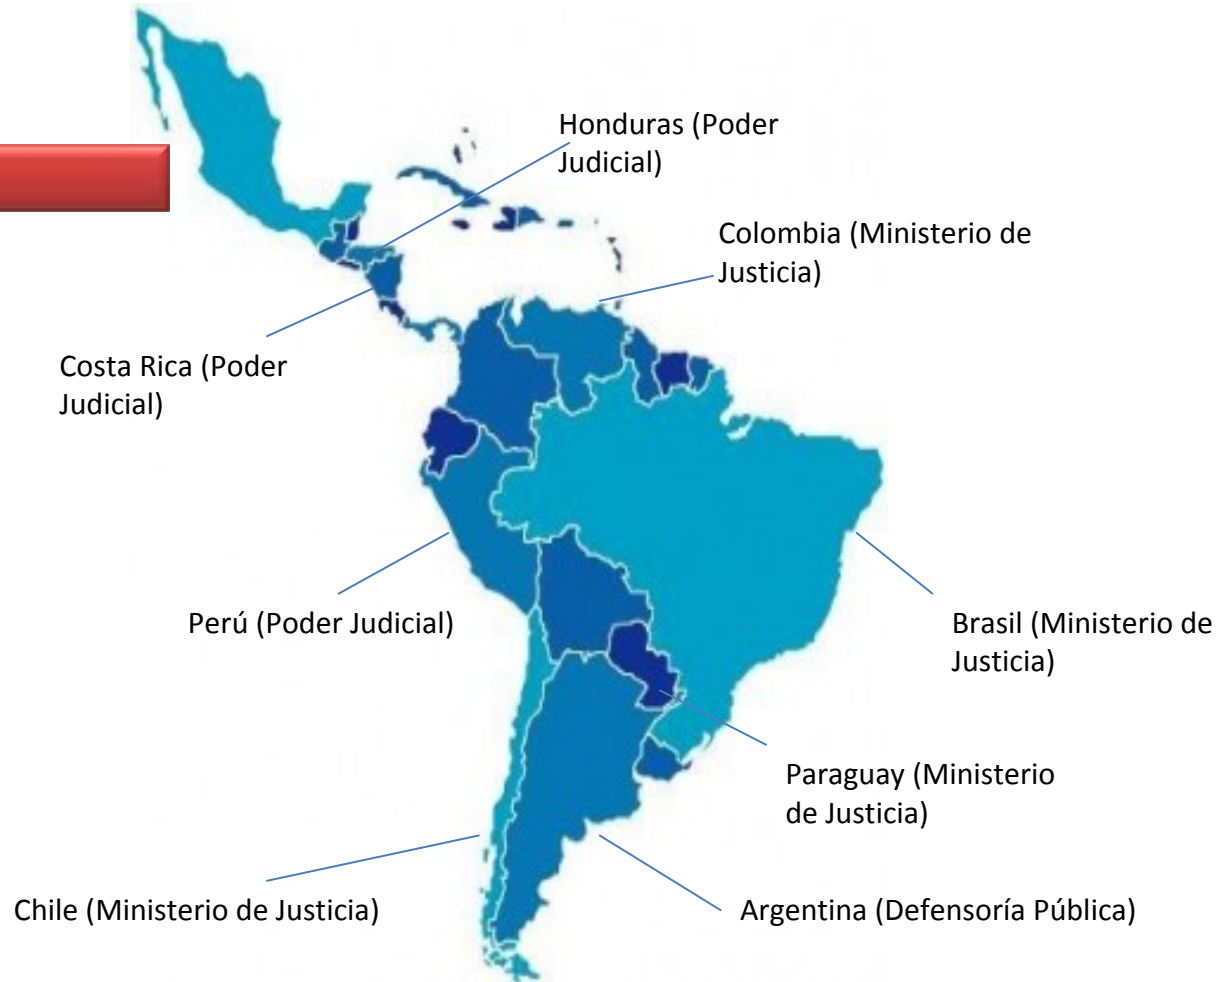 Honduras (Poder
Judicial)
Colombia (Ministerio de
Justicia)
Costa Rica (Poder
Judicial)
Perú (Poder Judicial)
Brasil (Ministerio de
Justicia)
Paraguay (Ministerio
de Justicia)
Chile (Ministerio de Justicia)
Argentina (Defensoría Pública)